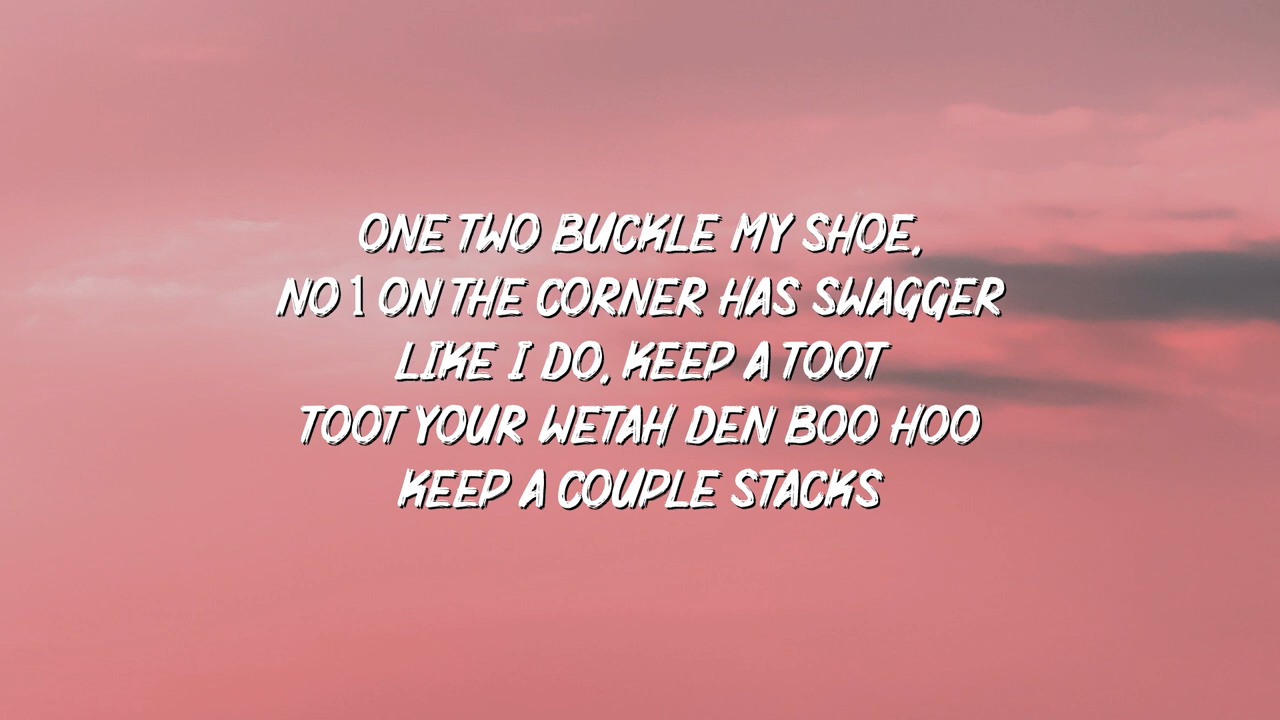 ONE TWO BUCKLE MY SHOE,
NO 1 ON THE CORNER HAS SWAGGER
LIKE I DO, KEEP A TOOT
TOOT YOUR WETAH DEN BOO HOO
KEEP A COUPLE STACKS